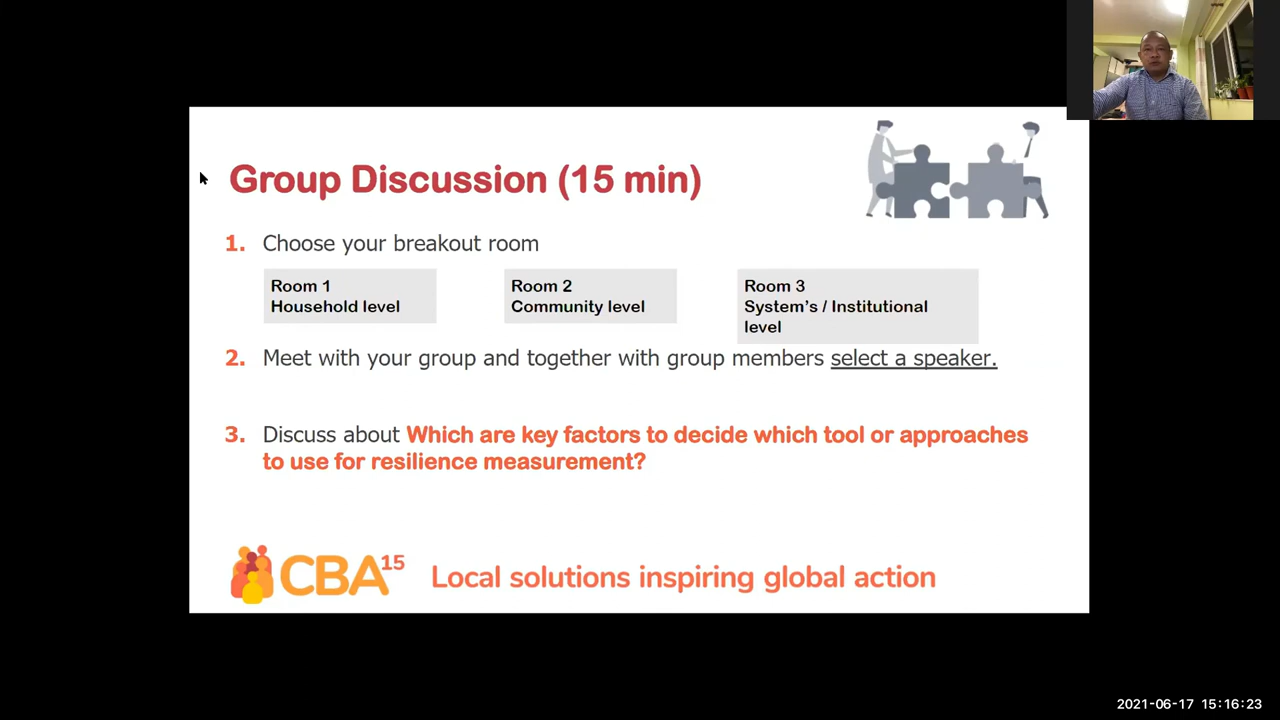 Group Discussion (15 min)
1. Choose your breakout room
Room 1
Household level
Room 2
Community level
Room 3
System's / Institutional
level
2. Meet with your group and together with group members select a speaker.
3. Discuss about Which are key factors to decide which tool or approaches
to use for resilience measurement?
CBA15 Local solutions inspiring global action
2021-06-17 15:16:23